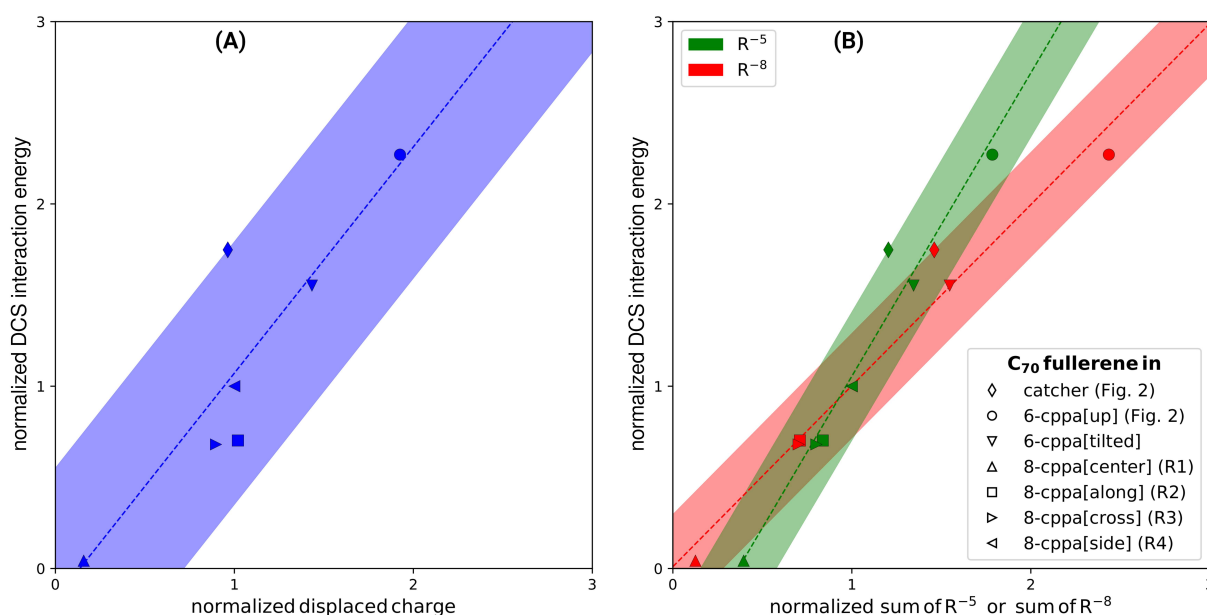 (A)
normalized DCS interaction energy
3
2
1
0
0
1
2
3
normalized displaced charge
(B)
R⁻⁵
R⁻⁸
normalized DCS interaction energy
3
2
1
0
0
1
2
3
normalized sum of R⁻⁵ or sum of R⁻⁸
C₇₀ fullerene in
catcher (Fig. 2)
6-cppa[up] (Fig. 2)
6-cppa[tilted]
8-cppa[center] (R1)
8-cppa[along] (R2)
8-cppa[cross] (R3)
8-cppa[side] (R4)